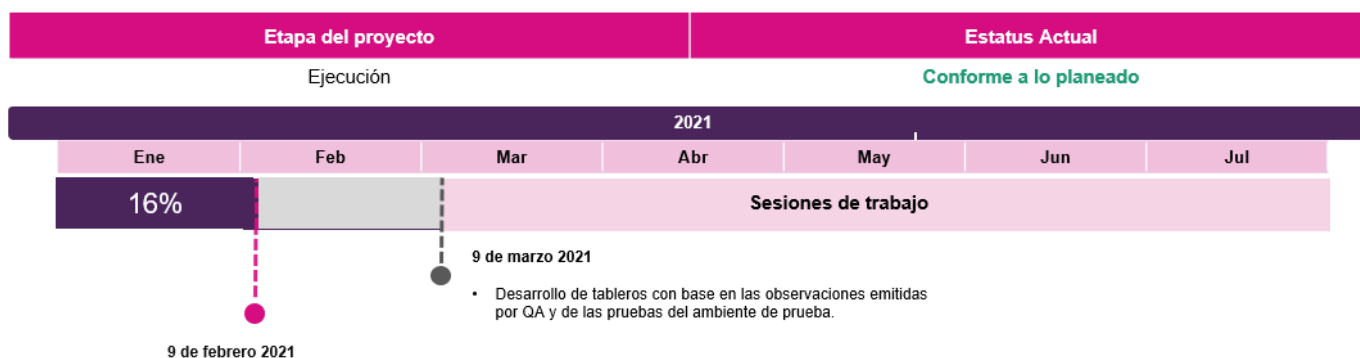 Etapa del proyecto
Estatus Actual
Ejecución
Conforme a lo planeado
2021
Ene
Feb
Mar
Abr
May
Jun
Jul
16%
Sesiones de trabajo
9 de marzo 2021
• Desarrollo de tableros con base en las observaciones emitidas
por QA y de las pruebas del ambiente de prueba.
9 de febrero 2021